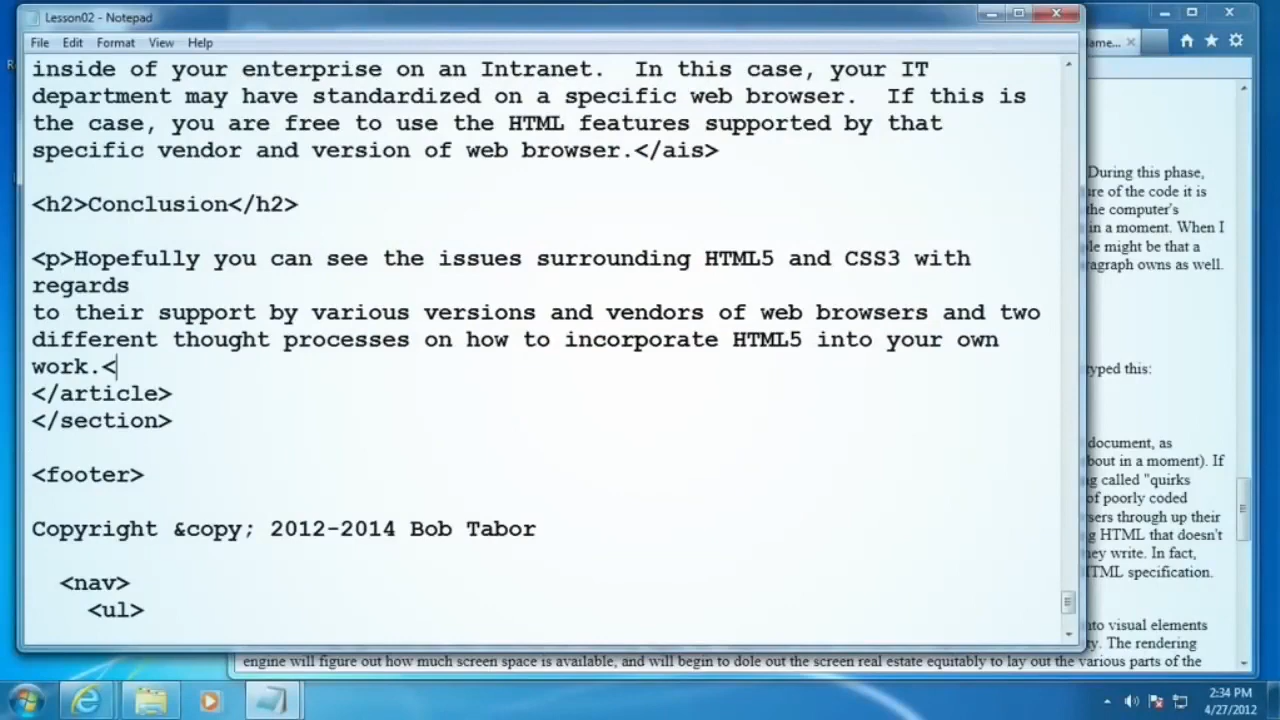 Lesson02 - Notepad
File Edit Format View Help
inside of your enterprise on an Intranet.  In this case, your IT
department may have standardized on a specific web browser.  If this is
the case, you are free to use the HTML features supported by that
specific vendor and version of web browser.</ais>
<h2>Conclusion</h2>
<p>Hopefully you can see the issues surrounding HTML5 and CSS3 with
regards
to their support by various versions and vendors of web browsers and two
different thought processes on how to incorporate HTML5 into your own
work.<
</article>
</section>
<footer>
Copyright &copy; 2012-2014 Bob Tabor
<nav>
<ul>
During this phase,
of the code it is
the computer's
in a moment. When I
might be that a
owns as well.
typed this:
document, as
in a moment). If
called "quirks
of poorly coded
through up their
HTML that doesn't
they write. In fact,
HTML specification.
into visual elements
The rendering
engine will figure out how much screen space is available, and will begin to dole out the screen real estate equitably to lay out the various parts of the
2:34 PM
4/27/2012